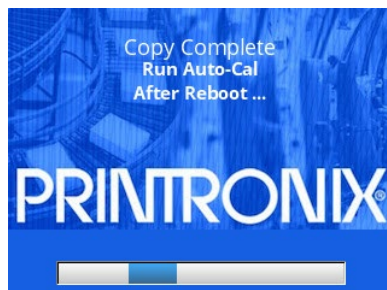 Copy Complete
Run Auto-Cal
After Reboot ...
PRINTRONIX®